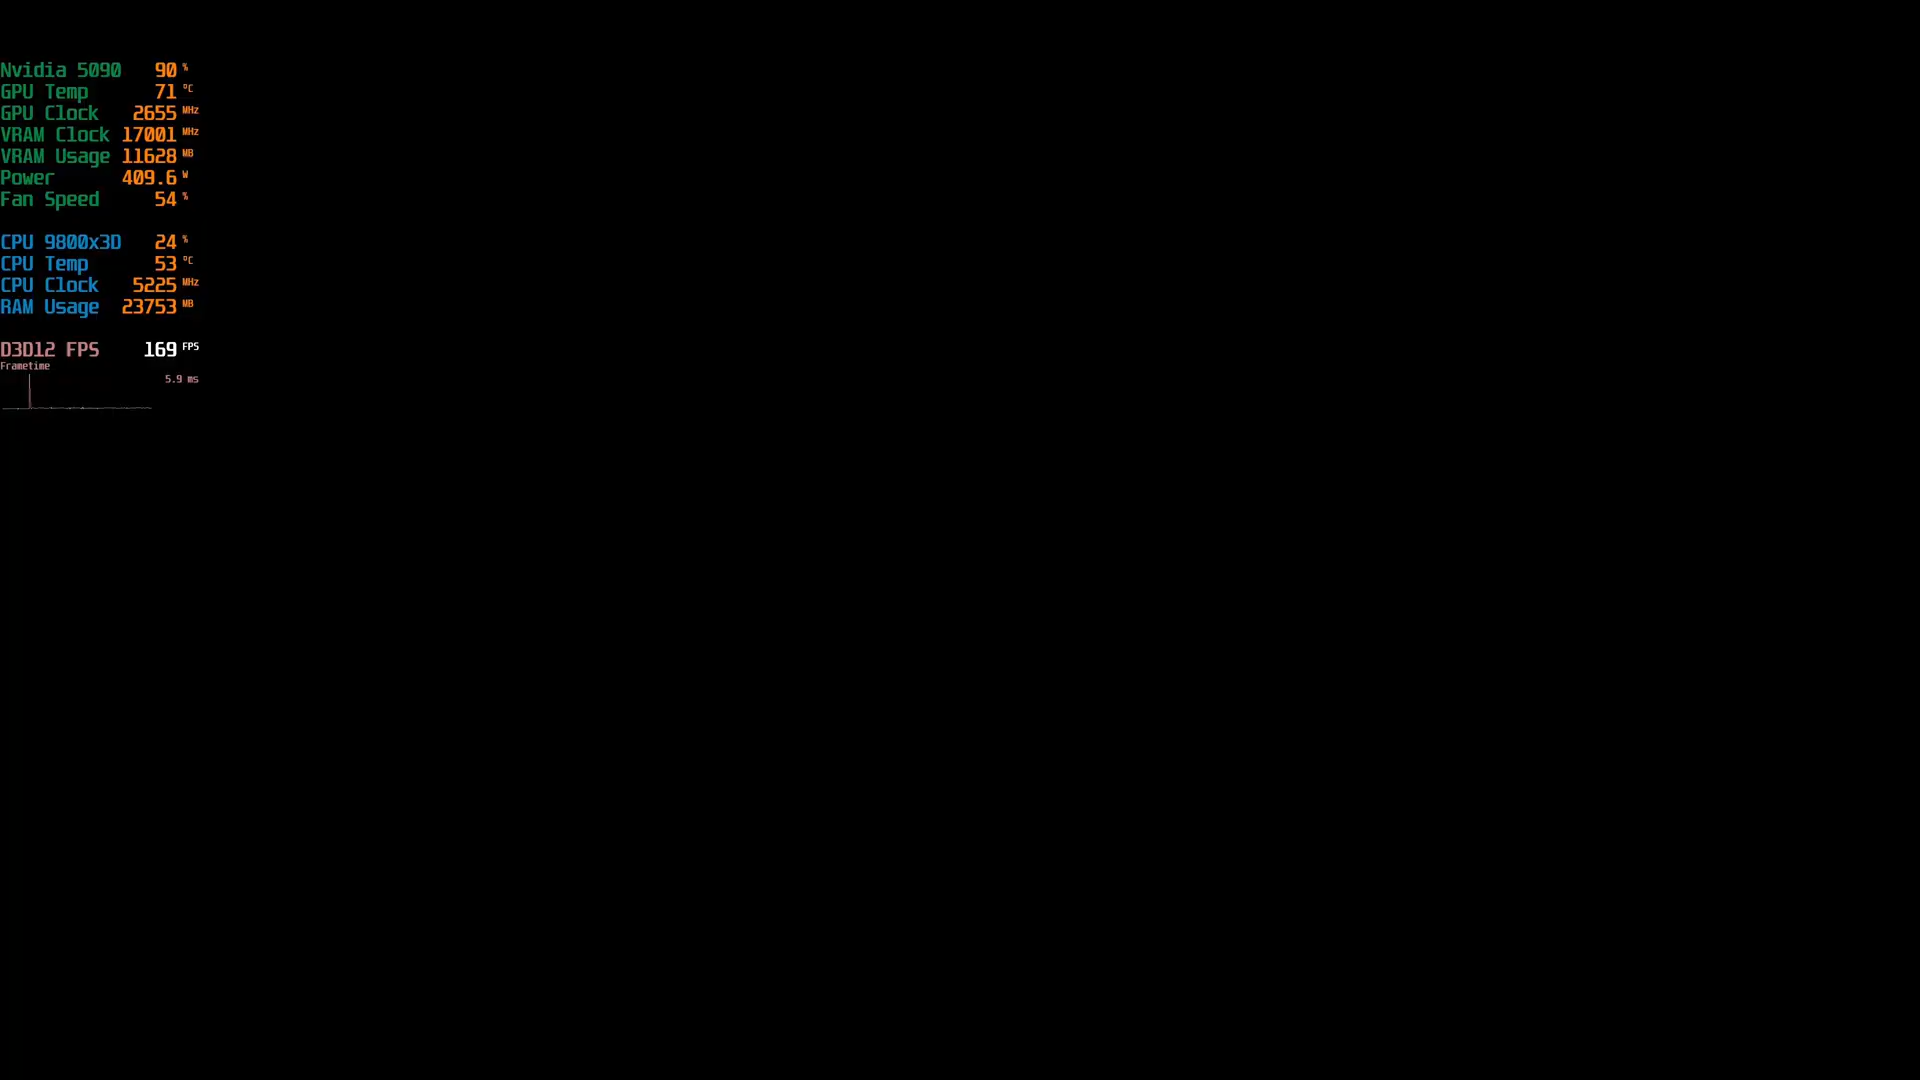 Nvidia 5090 90 %
GPU Temp 71 °C
GPU Clock 2655 MHz
VRAM Clock 17001 MHz
VRAM Usage 11628 MB
Power 409.6 W
Fan Speed 54 %
CPU 9800x3D 24 %
CPU Temp 53 °C
CPU Clock 5225 MHz
RAM Usage 23753 MB
D3D12 FPS 169 FPS
Frametime
5.9 ms